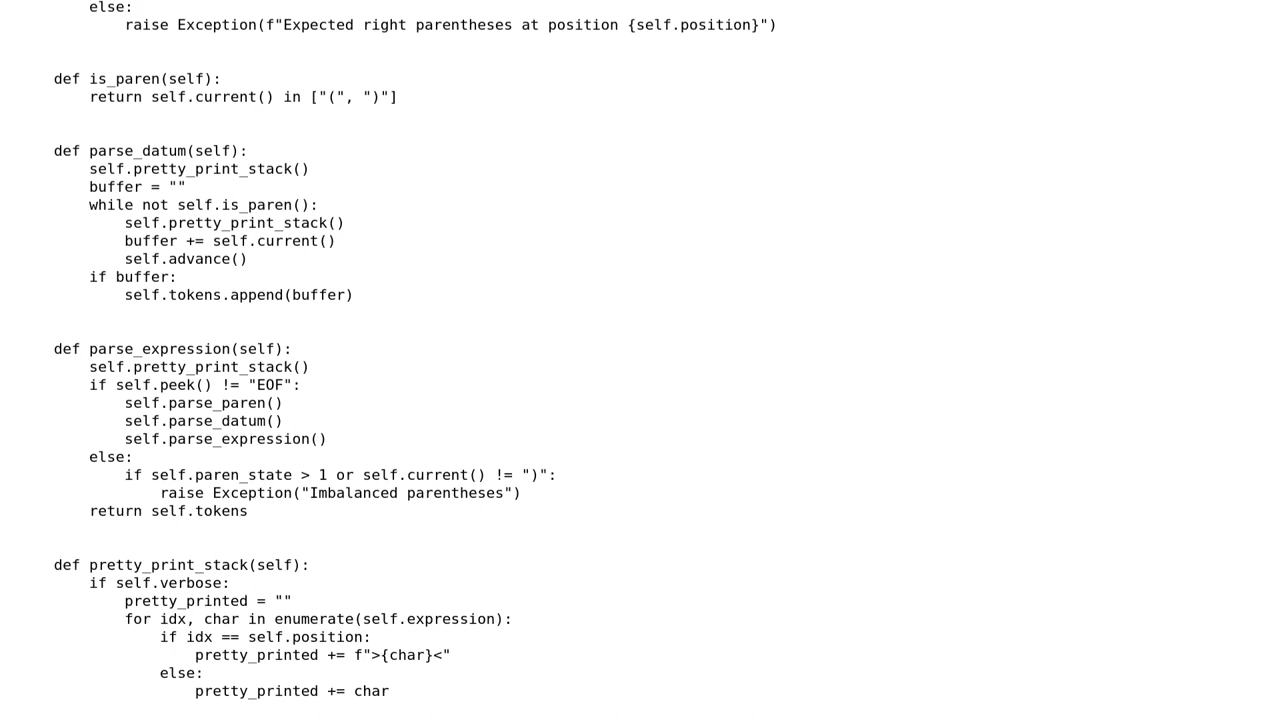 else:
        raise Exception(f"Expected right parentheses at position {self.position}")


def is_paren(self):
    return self.current() in ["(", ")"]


def parse_datum(self):
    self.pretty_print_stack()
    buffer = ""
    while not self.is_paren():
        self.pretty_print_stack()
        buffer += self.current()
        self.advance()
    if buffer:
        self.tokens.append(buffer)


def parse_expression(self):
    self.pretty_print_stack()
    if self.peek() != "EOF":
        self.parse_paren()
        self.parse_datum()
        self.parse_expression()
    else:
        if self.paren_state > 1 or self.current() != ")":
            raise Exception("Imbalanced parentheses")
    return self.tokens


def pretty_print_stack(self):
    if self.verbose:
        pretty_printed = ""
        for idx, char in enumerate(self.expression):
            if idx == self.position:
                pretty_printed += f">{char}<"
            else:
                pretty_printed += char